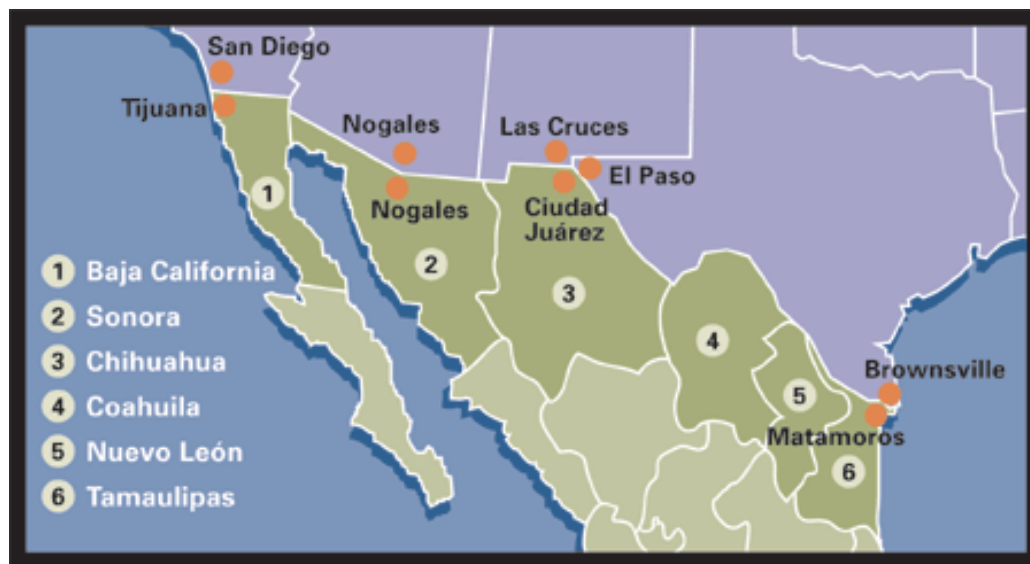 San Diego
Tijuana
Nogales
Nogales
Las Cruces
El Paso
Ciudad
Juárez
1
2
3
4
5
6
Brownsville
Matamoros
1 Baja California
2 Sonora
3 Chihuahua
4 Coahuila
5 Nuevo León
6 Tamaulipas